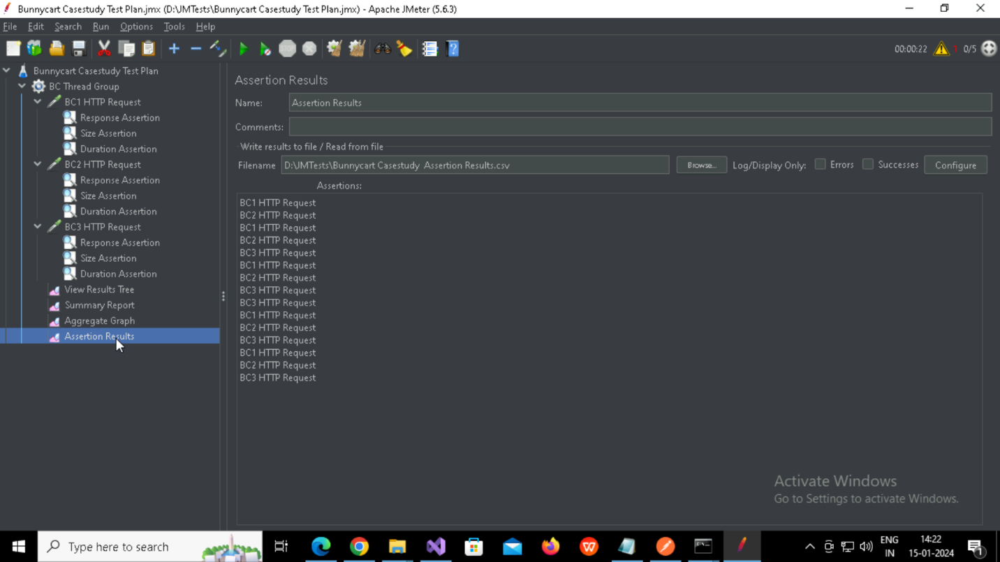 Bunnycart Casestudy Test Plan.jmx (D:\JMTests\Bunnycart Casestudy Test Plan.jmx) - Apache JMeter (5.6.3)
File Edit Search Run Options Tools Help
STOP
00:00:22 1 0/5
Bunnycart Casestudy Test Plan
BC Thread Group
BC1 HTTP Request
Response Assertion
Size Assertion
Duration Assertion
BC2 HTTP Request
Response Assertion
Size Assertion
Duration Assertion
BC3 HTTP Request
Response Assertion
Size Assertion
Duration Assertion
View Results Tree
Summary Report
Aggregate Graph
Assertion Results
Assertion Results
Name: Assertion Results
Comments:
Write results to file / Read from file
Filename D:\JMTests\Bunnycart Casestudy Assertion Results.csv Browse... Log/Display Only: Errors Successes Configure
Assertions:
BC1 HTTP Request
BC2 HTTP Request
BC1 HTTP Request
BC2 HTTP Request
BC3 HTTP Request
BC1 HTTP Request
BC2 HTTP Request
BC3 HTTP Request
BC3 HTTP Request
BC1 HTTP Request
BC2 HTTP Request
BC3 HTTP Request
BC1 HTTP Request
BC2 HTTP Request
BC3 HTTP Request
Activate Windows
Go to Settings to activate Windows.
Type here to search
ENG
IN
14:22
15-01-2024
1